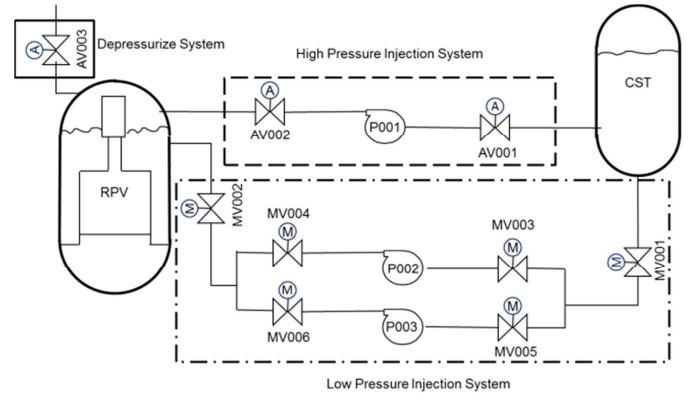 A
AV003
Depressurize System
High Pressure Injection System
A
AV002
P001
A
AV001
CST
RPV
M
MV002
MV004
M
P002
MV003
M
M
MV001
M
MV006
P003
M
MV005
Low Pressure Injection System